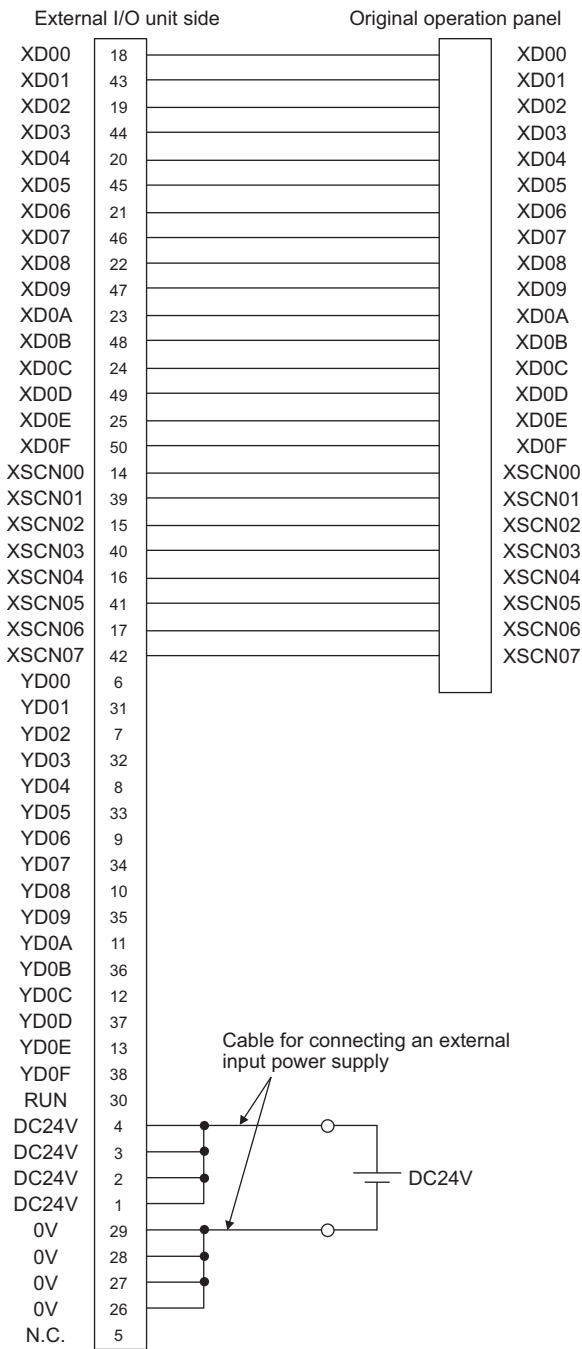 External I/O unit side Original operation panel
XD00 18 XD00
XD01 43 XD01
XD02 19 XD02
XD03 44 XD03
XD04 20 XD04
XD05 45 XD05
XD06 21 XD06
XD07 46 XD07
XD08 22 XD08
XD09 47 XD09
XD0A 23 XD0A
XD0B 48 XD0B
XD0C 24 XD0C
XD0D 49 XD0D
XD0E 25 XD0E
XD0F 50 XD0F
XSCN00 14 XSCN00
XSCN01 39 XSCN01
XSCN02 15 XSCN02
XSCN03 40 XSCN03
XSCN04 16 XSCN04
XSCN05 41 XSCN05
XSCN06 17 XSCN06
XSCN07 42 XSCN07
YD00 6
YD01 31
YD02 7
YD03 32
YD04 8
YD05 33
YD06 9
YD07 34
YD08 10
YD09 35
YD0A 11
YD0B 36
YD0C 12
YD0D 37
YD0E 13
YD0F 38
Cable for connecting an external
input power supply
RUN 30
DC24V 4
DC24V 3
DC24V 2 DC24V
DC24V 1
0V 29
0V 28
0V 27
0V 26
N.C. 5